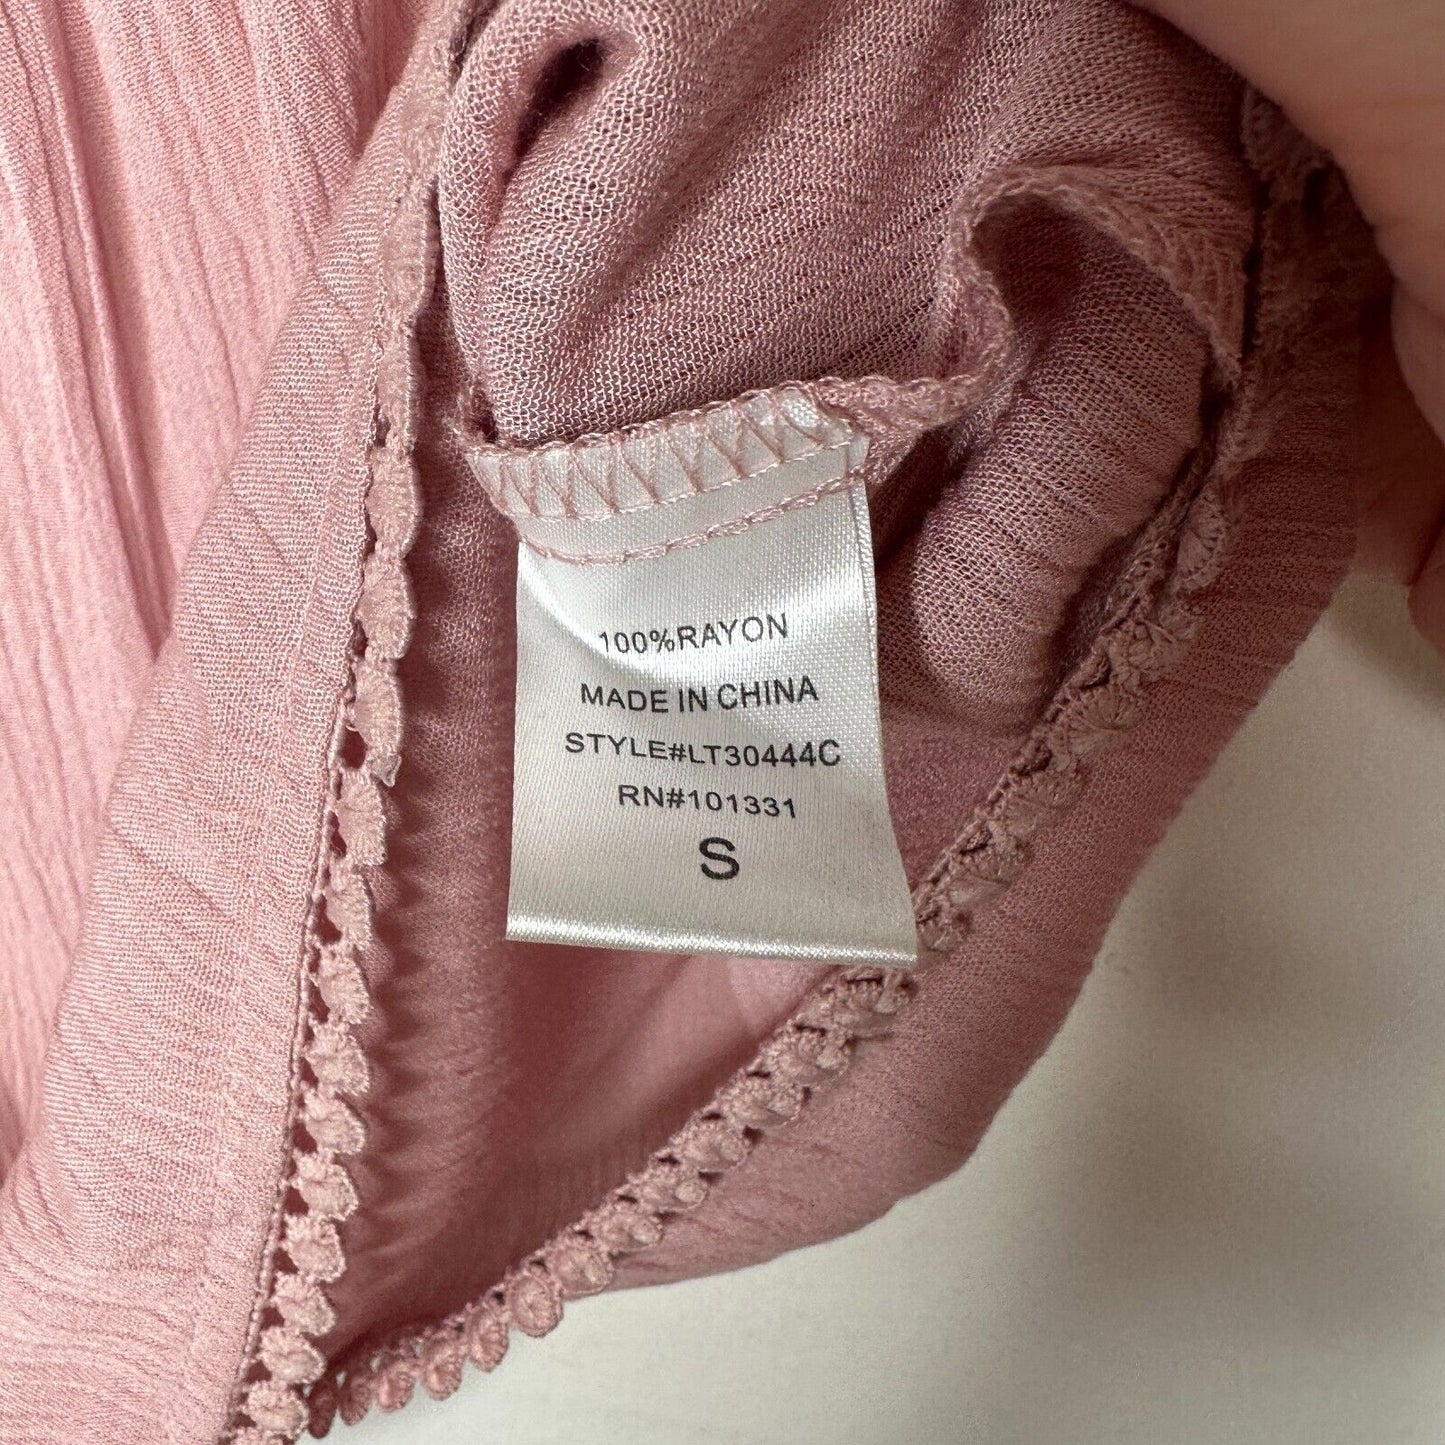 100%RAYON
MADE IN CHINA
STYLE#LT30444C
RN#101331
S